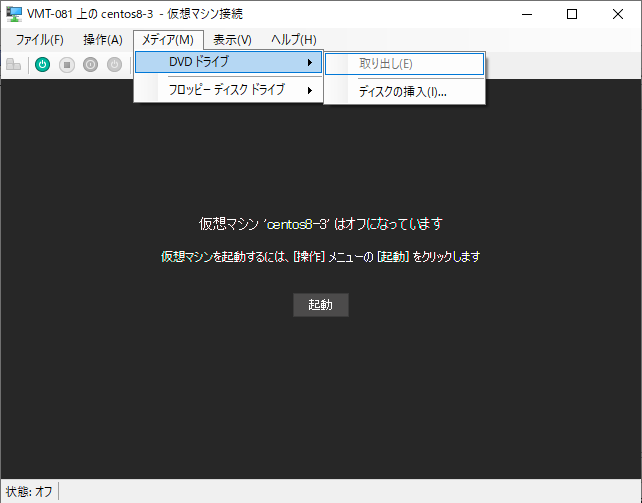 VMT-081 上の centos8-3 - 仮想マシン接続
ファイル(F) 操作(A) メディア(M) 表示(V) ヘルプ(H)
DVD ドライブ
取り出し(E)
フロッピー ディスク ドライブ
ディスクの挿入(I)...
仮想マシン 'centos8-3' はオフになっています
仮想マシンを起動するには、[操作] メニューの [起動] をクリックします
起動
状態: オフ